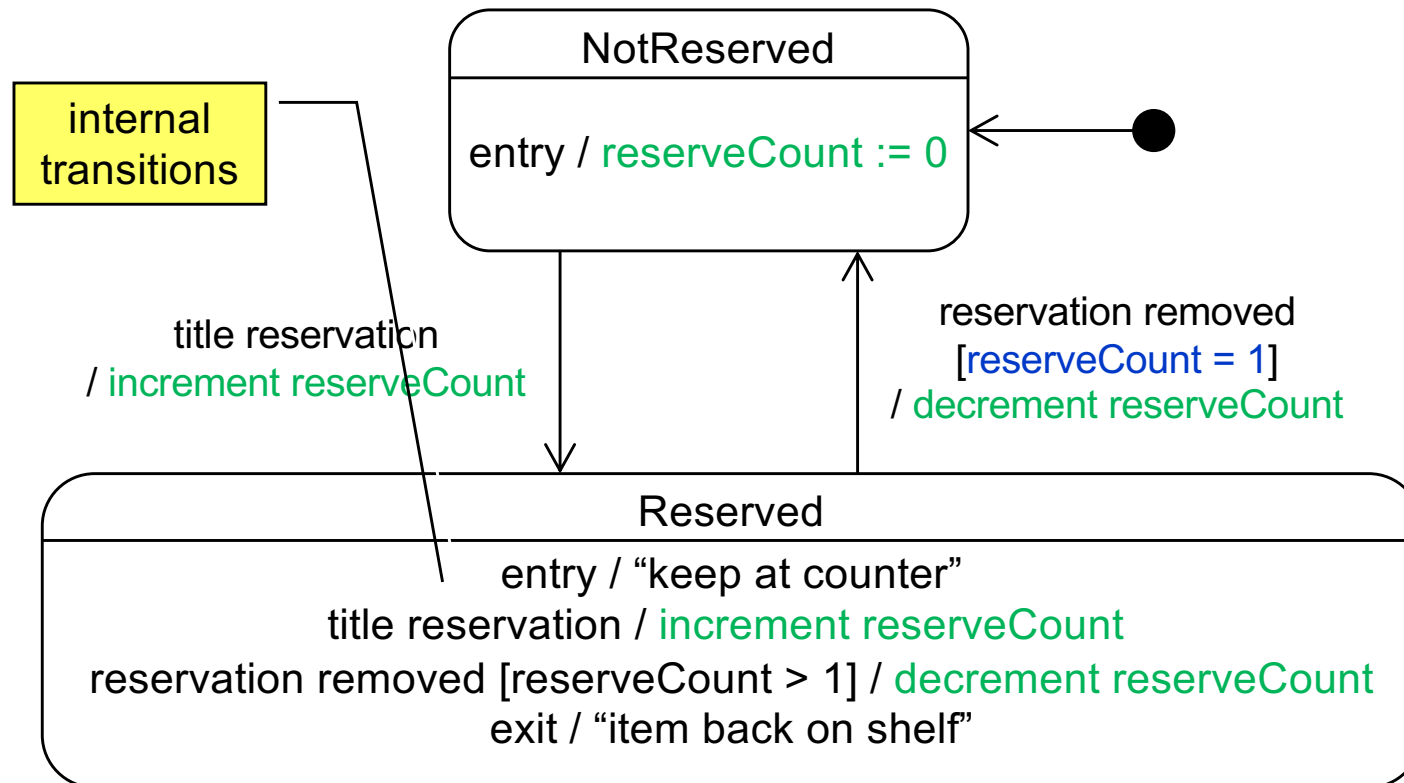 NotReserved
internal
transitions
entry / reserveCount := 0
title reservation
/ increment reserveCount
reservation removed
[reserveCount = 1]
/ decrement reserveCount
Reserved
entry / “keep at counter”
title reservation / increment reserveCount
reservation removed [reserveCount > 1] / decrement reserveCount
exit / “item back on shelf”